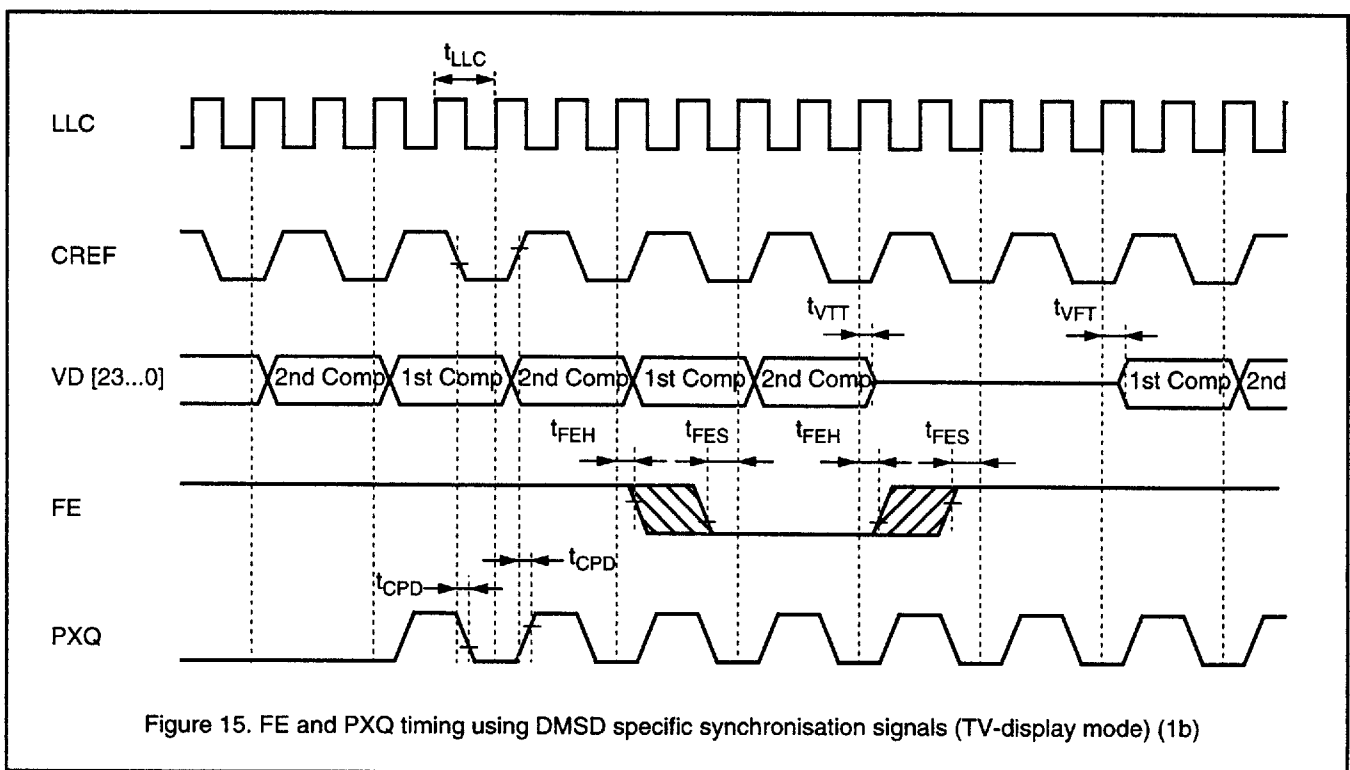 tLLC
LLC
CREF
tVTT
tVFT
VD [23...0]
2nd Comp
1st Comp
2nd Comp
1st Comp
2nd Comp
1st Comp
2nd
tFEH
tFES
tFEH
tFES
FE
tCPD
tCPD
PXQ
Figure 15. FE and PXQ timing using DMSD specific synchronisation signals (TV-display mode) (1b)